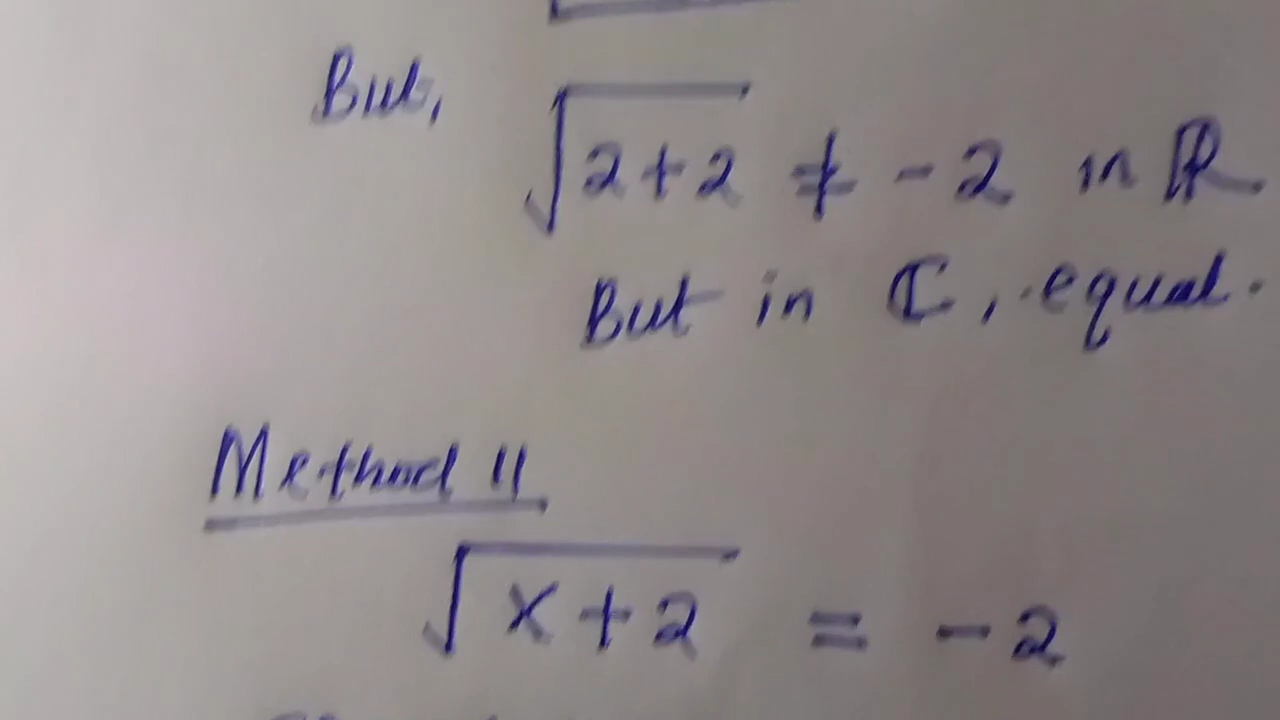 But, √2+2 ≠ -2 in ℝ
But in ℂ, equal.
Method II
√x+2 = -2